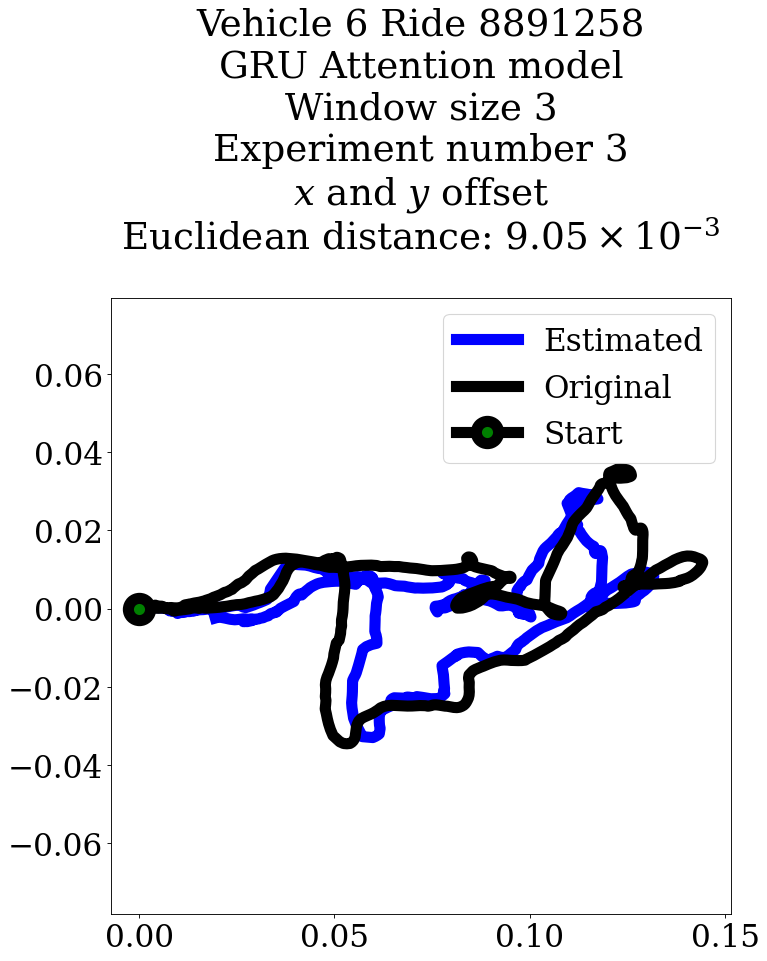 Vehicle 6 Ride 8891258
GRU Attention model
Window size 3
Experiment number 3
x and y offset
Euclidean distance: 9.05 × 10⁻³
Estimated
Original
Start
0.06
0.04
0.02
0.00
−0.02
−0.04
−0.06
0.00 0.05 0.10 0.15